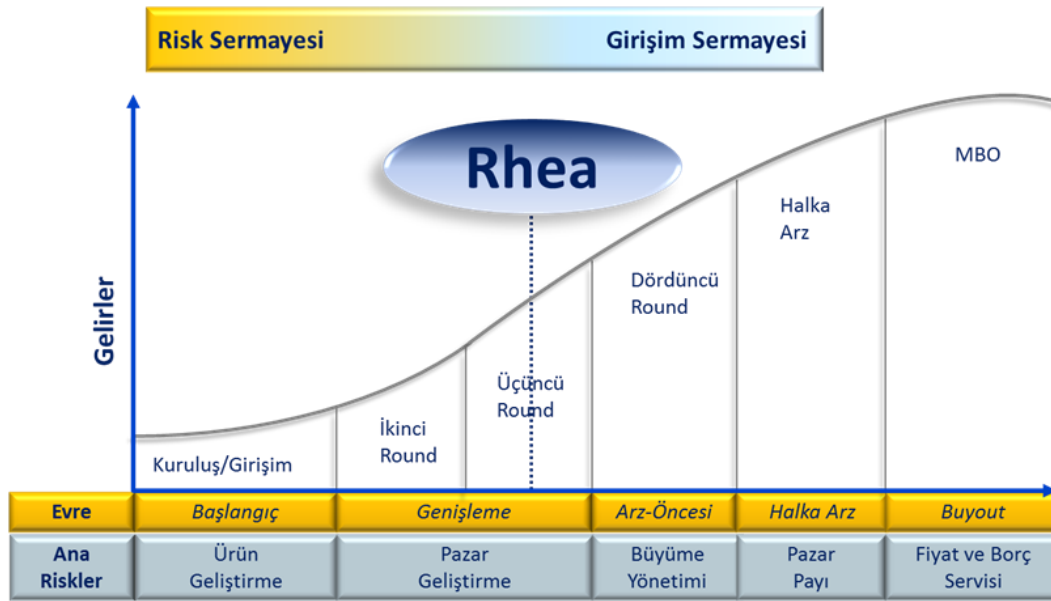 Risk Sermayesi
Girişim Sermayesi
Rhea
MBO
Halka
Arz
Dördüncü
Round
Üçüncü
Round
İkinci
Round
Kuruluş/Girişim
Gelirler
Evre
Başlangıç
Genişleme
Arz-Öncesi
Halka Arz
Buyout
Ana
Riskler
Ürün
Geliştirme
Pazar
Geliştirme
Büyüme
Yönetimi
Pazar
Payı
Fiyat ve Borç
Servisi